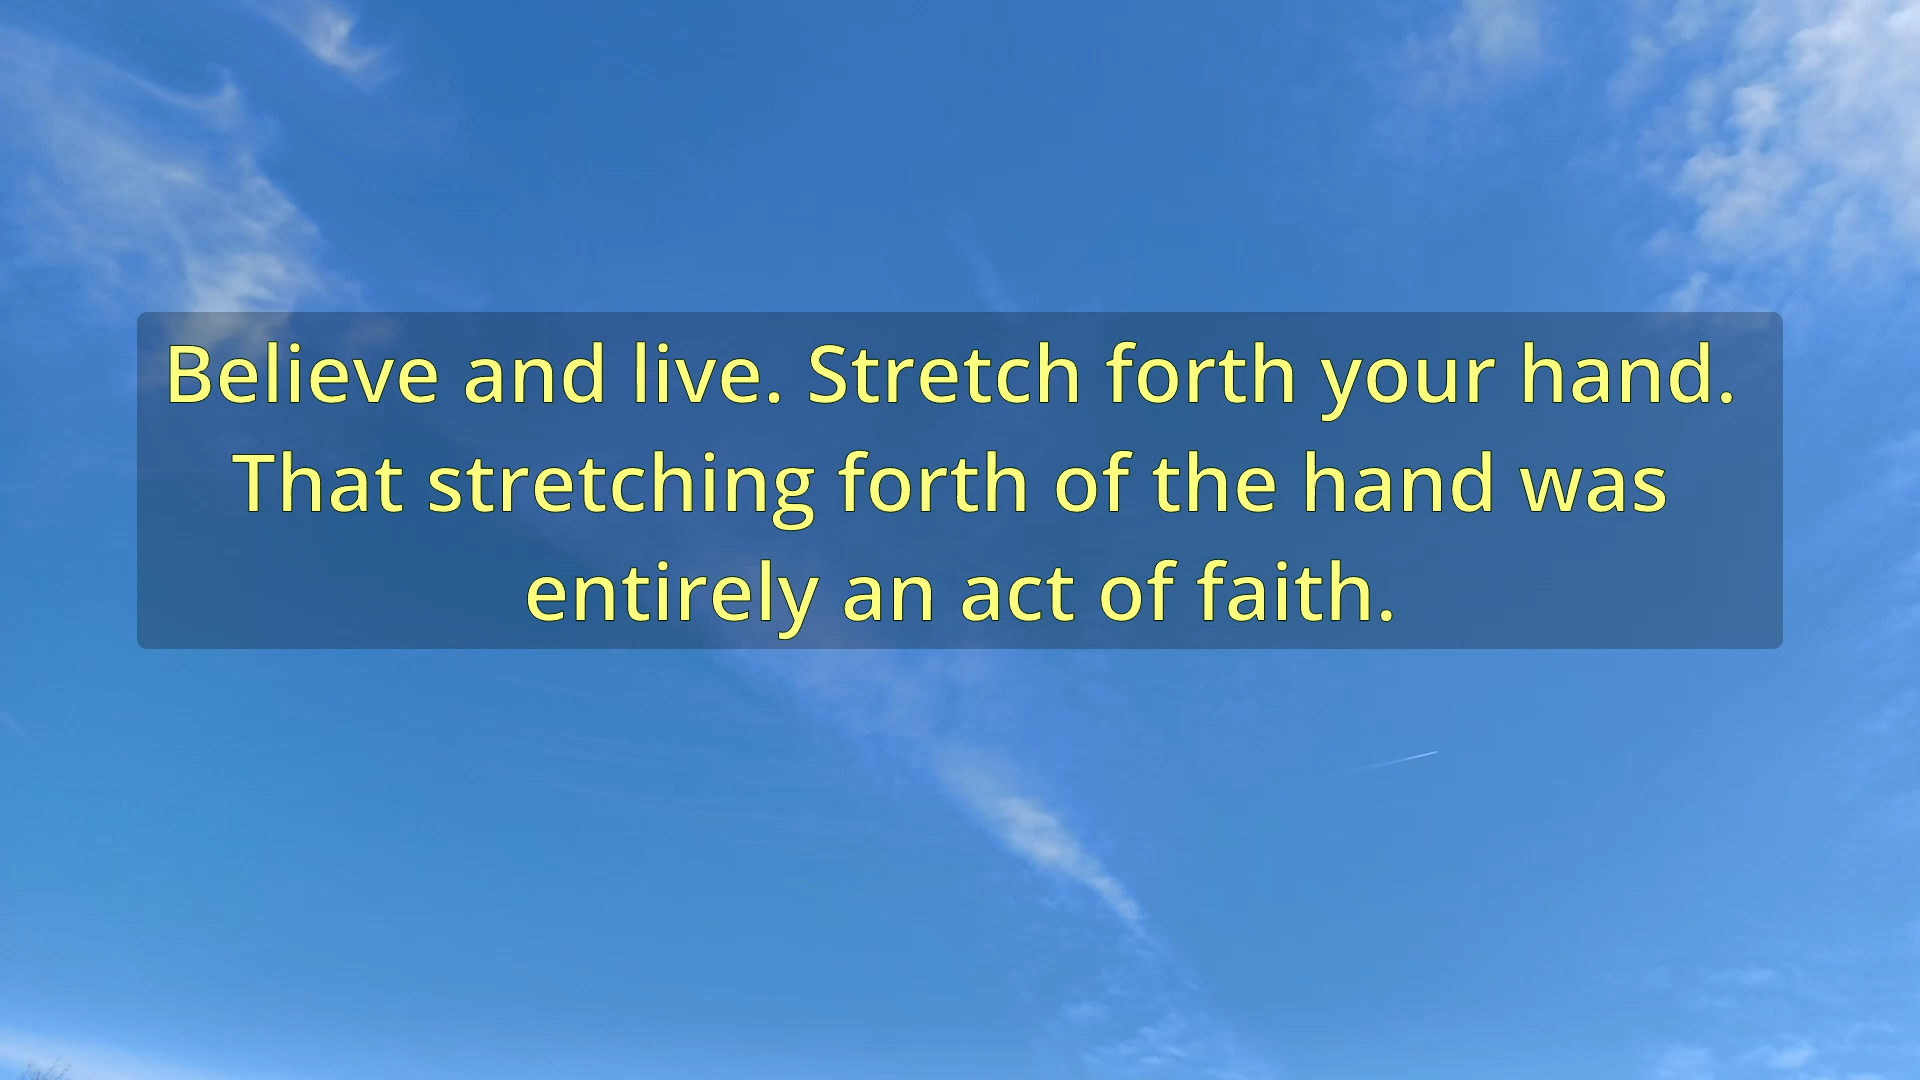 Believe and live. Stretch forth your hand.
That stretching forth of the hand was
entirely an act of faith.